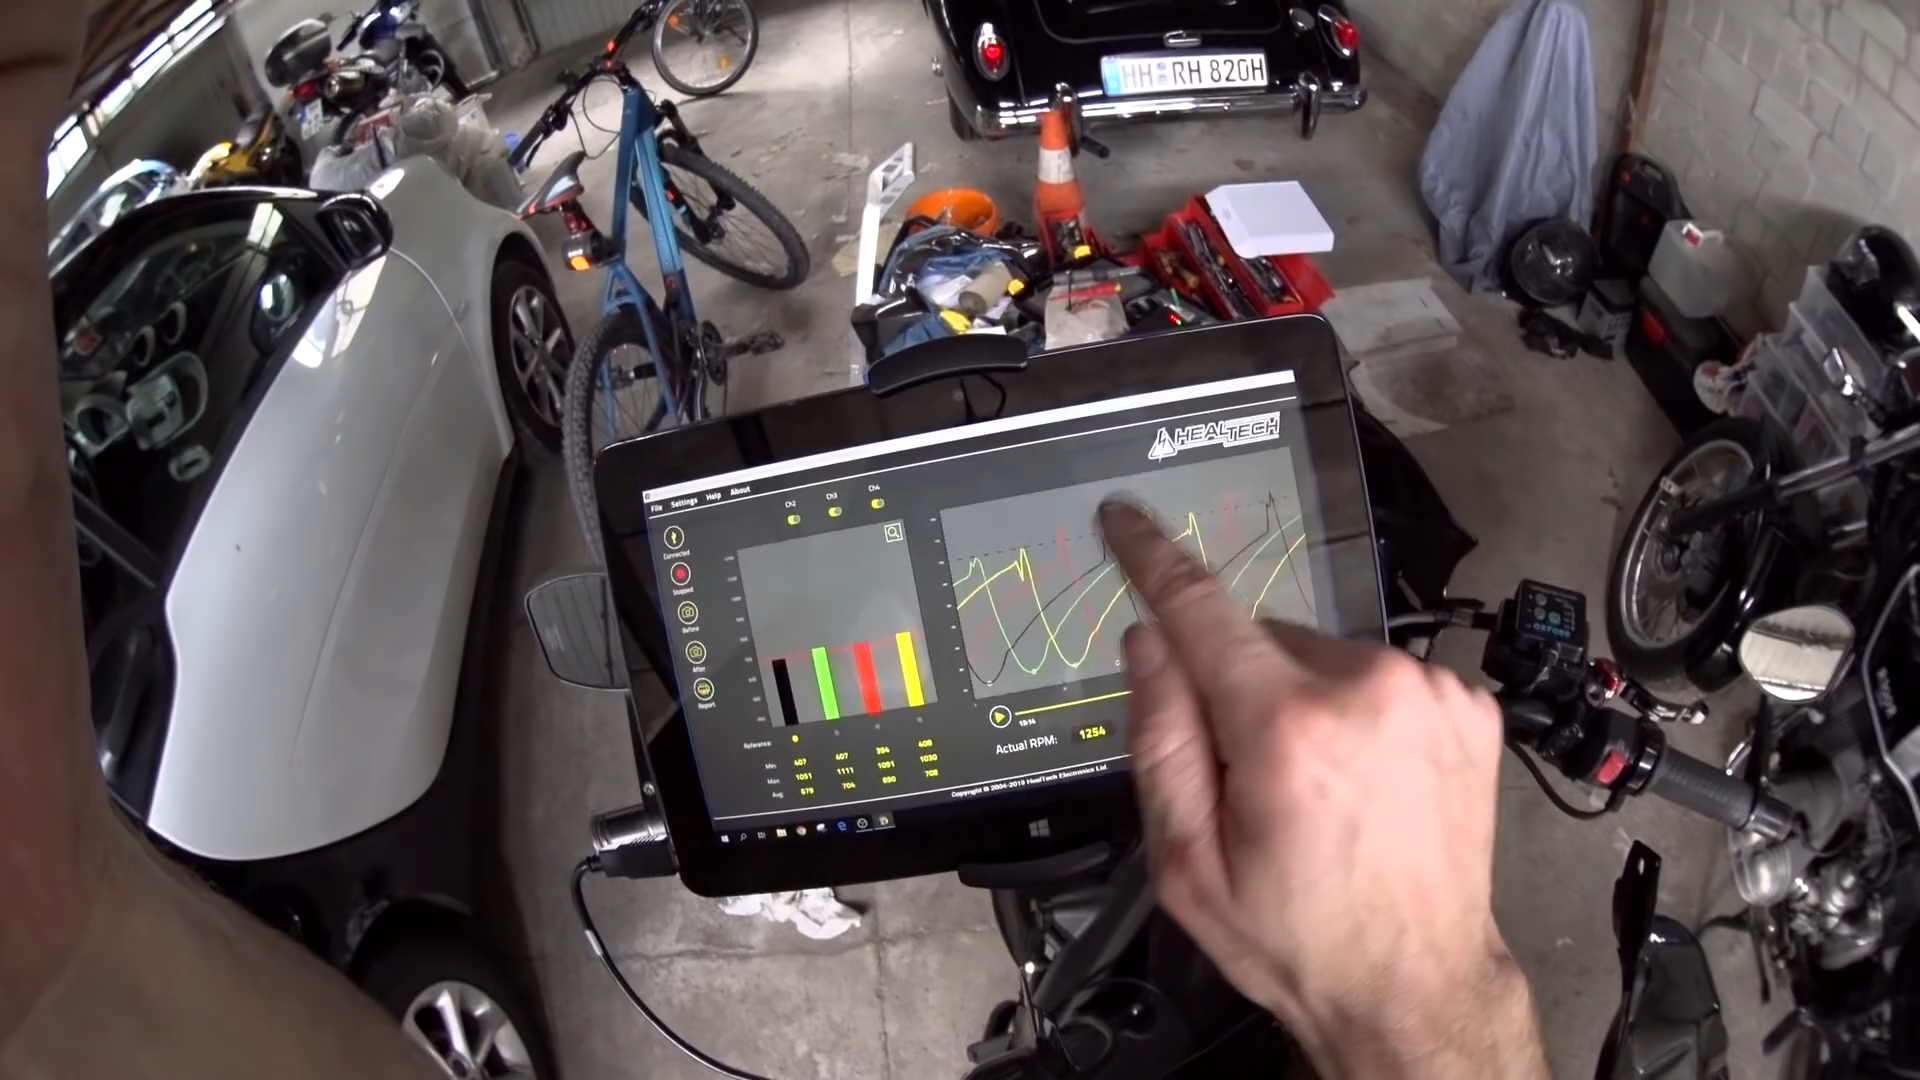 HH RH 820H
HEALTECH
File Settings Help About
Ch2 Ch3 Ch4
Connected
Stopped
Before
After
Report
Reference:
Min. 407 407 394 408
Max. 1051 1111 1091 1030
Avg. 679 704 690 708
13:14
Actual RPM: 1254
Copyright © 2004-2019 HealTech Electronics Ltd.